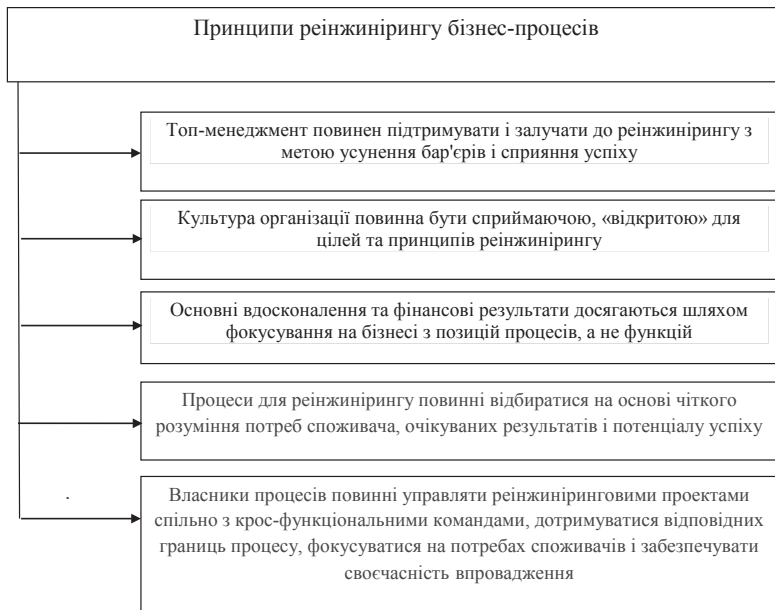 Принципи реінжинірингу бізнес-процесів
Топ-менеджмент повинен підтримувати і залучати до реінжинірингу з
метою усунення бар'єрів і сприяння успіху
Культура організації повинна бути сприймаючою, «відкритою» для
цілей та принципів реінжинірингу
Основні вдосконалення та фінансові результати досягаються шляхом
фокусування на бізнесі з позицій процесів, а не функцій
Процеси для реінжинірингу повинні відбиратися на основі чіткого
розуміння потреб споживача, очікуваних результатів і потенціалу успіху
.
Власники процесів повинні управляти реінжиніринговими проектами
спільно з крос-функціональними командами, дотримуватися відповідних
границь процесу, фокусуватися на потребах споживачів і забезпечувати
своєчасність впровадження